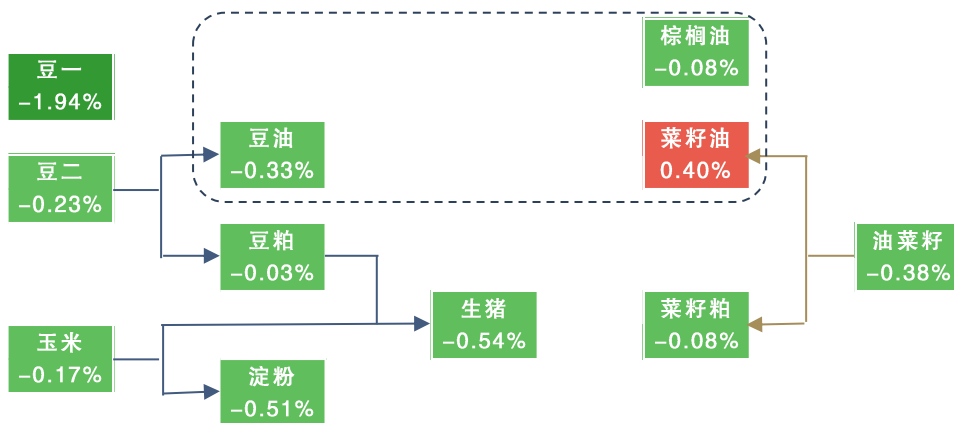 棕榈油
-0.08%
豆一
-1.94%
豆油
-0.33%
菜籽油
0.40%
豆二
-0.23%
豆粕
-0.03%
油菜籽
-0.38%
生猪
-0.54%
菜籽粕
-0.08%
玉米
-0.17%
淀粉
-0.51%